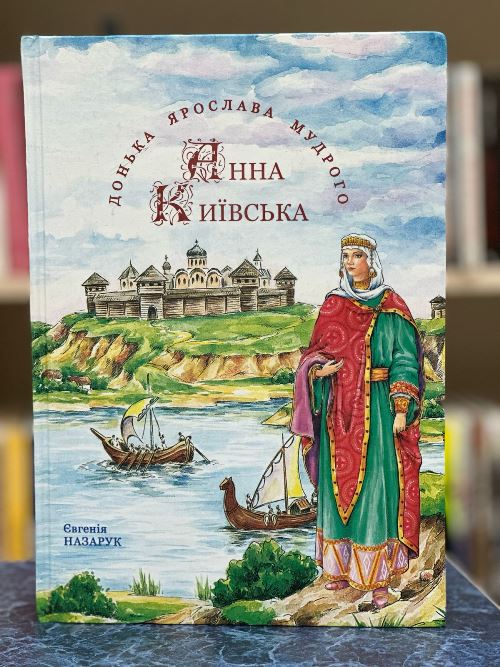 ДОНЬКА ЯРОСЛАВА МУДРОГО
АННА
КИЇВСЬКА
Євгенія
НАЗАРУК